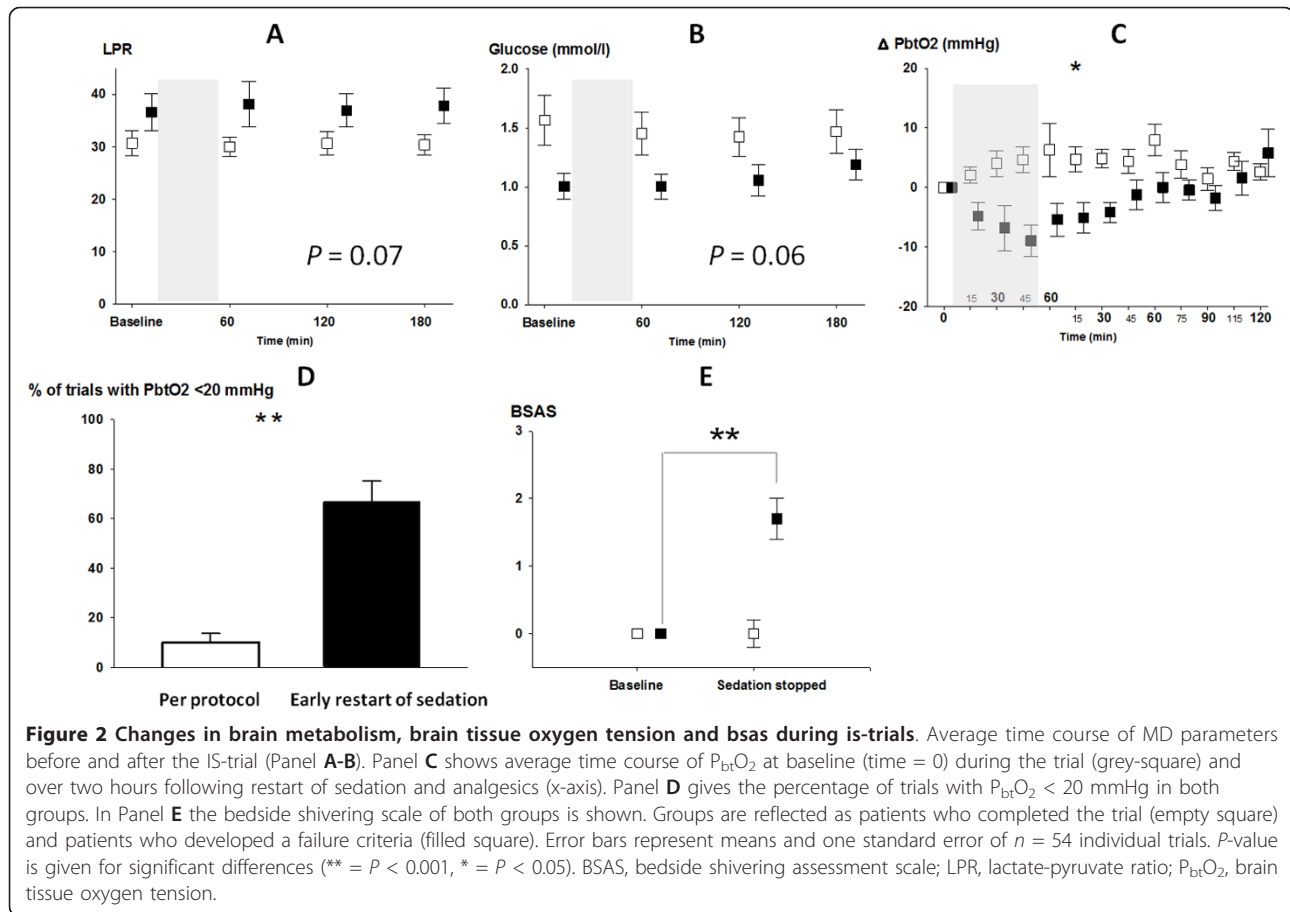 A
LPR
40
30
20
10
0
Baseline 60 120 180
Time (min)
P = 0.07
B
Glucose (mmol/l)
2.0
1.5
1.0
0.5
0.0
Baseline 60 120 180
Time (min)
P = 0.06
C
Δ PbtO2 (mmHg)
*
20
10
0
-10
-20
0 15 30 45 60 15 30 45 60 75 90 115 120
Time (min)
D
% of trials with PbtO2 <20 mmHg
**
100
80
60
40
20
0
Per protocol Early restart of sedation
E
BSAS
**
3
2
1
0
Baseline Sedation stopped
Figure 2 Changes in brain metabolism, brain tissue oxygen tension and bsas during is-trials. Average time course of MD parameters
before and after the IS-trial (Panel A-B). Panel C shows average time course of PbtO2 at baseline (time = 0) during the trial (grey-square) and
over two hours following restart of sedation and analgesics (x-axis). Panel D gives the percentage of trials with PbtO2 < 20 mmHg in both
groups. In Panel E the bedside shivering scale of both groups is shown. Groups are reflected as patients who completed the trial (empty square)
and patients who developed a failure criteria (filled square). Error bars represent means and one standard error of n = 54 individual trials. P-value
is given for significant differences (** = P < 0.001, * = P < 0.05). BSAS, bedside shivering assessment scale; LPR, lactate-pyruvate ratio; PbtO2, brain
tissue oxygen tension.